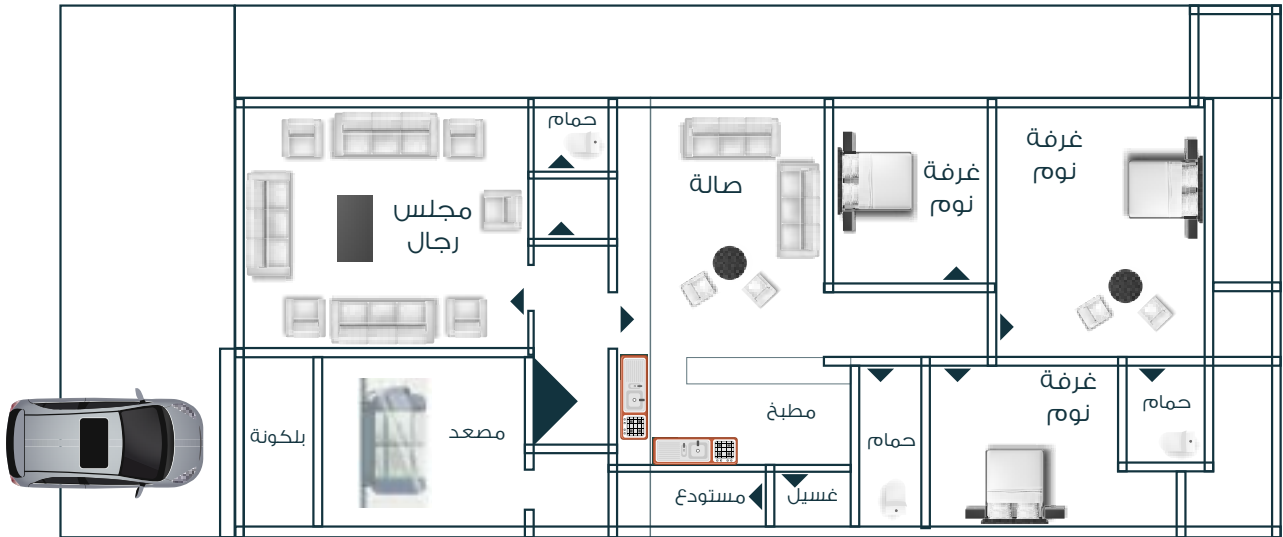 حمام
غرفة
نوم
غرفة
نوم
صالة
مجلس
رجال
غرفة
نوم
حمام
مطبخ
حمام
مصعد
بلكونة
غسيل
مستودع